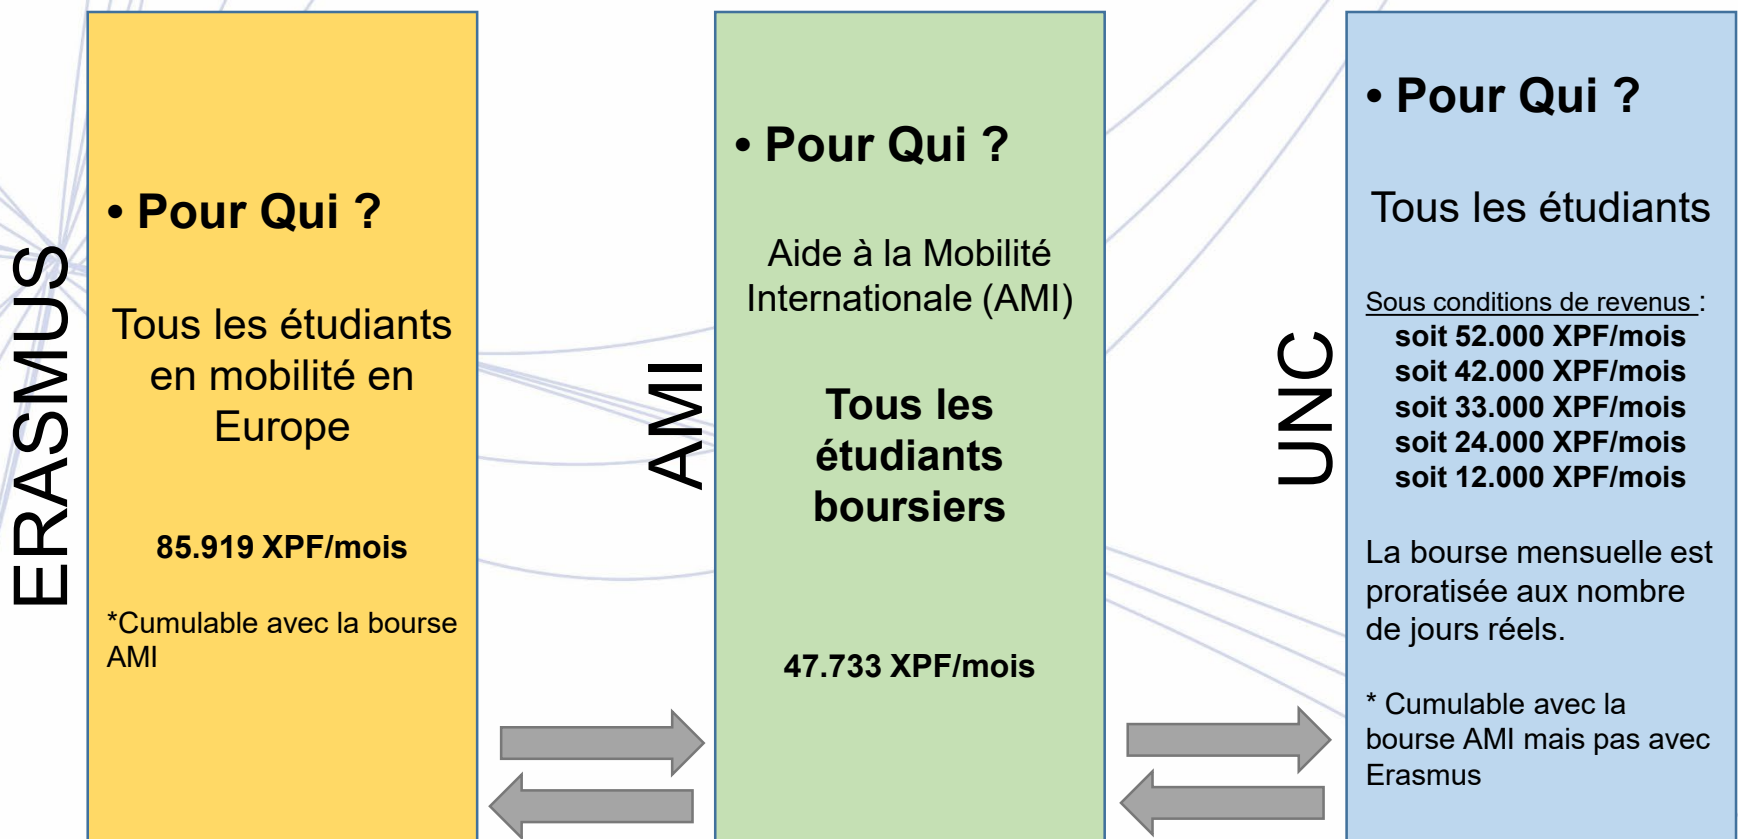 ERASMUS
• Pour Qui ?
Tous les étudiants
en mobilité en
Europe
85.919 XPF/mois
*Cumulable avec la bourse
AMI
AMI
• Pour Qui ?
Aide à la Mobilité
Internationale (AMI)
Tous les
étudiants
boursiers
47.733 XPF/mois
UNC
• Pour Qui ?
Tous les étudiants
Sous conditions de revenus :
soit 52.000 XPF/mois
soit 42.000 XPF/mois
soit 33.000 XPF/mois
soit 24.000 XPF/mois
soit 12.000 XPF/mois
La bourse mensuelle est
proratisée aux nombre
de jours réels.
* Cumulable avec la
bourse AMI mais pas avec
Erasmus